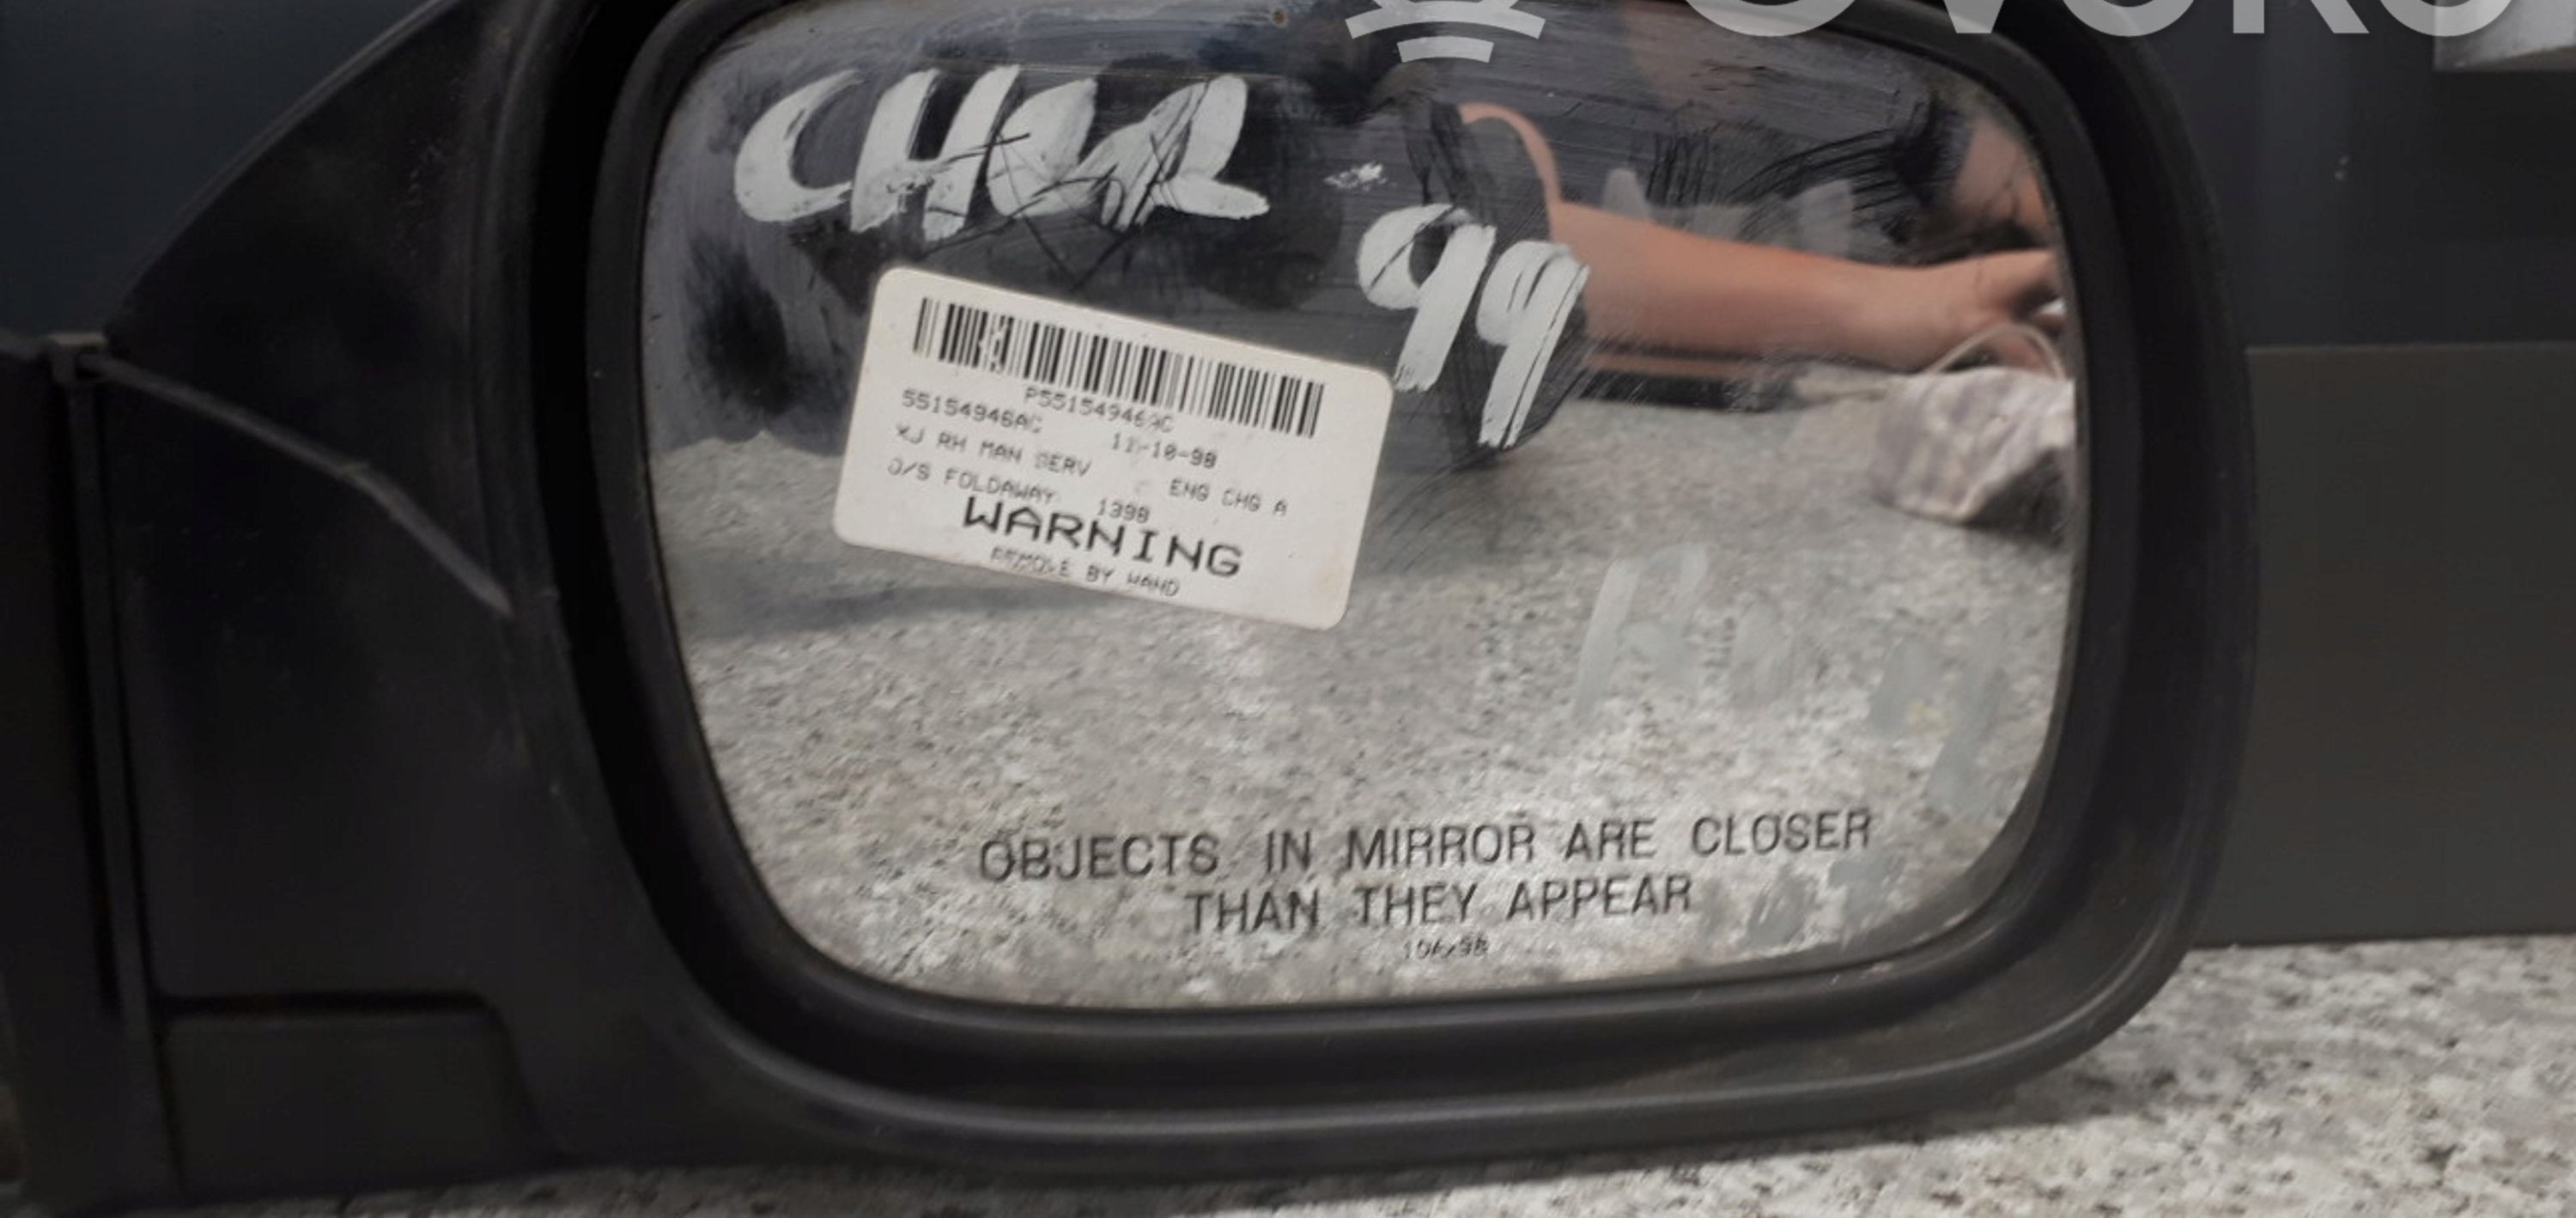 CHER
99
P55154946AC
55154946AC
11-10-98
XJ RH MAN SERV
ENG CHG A
O/S FOLDAWAY
1398
WARNING
REMOVE BY HAND
OBJECTS IN MIRROR ARE CLOSER
THAN THEY APPEAR